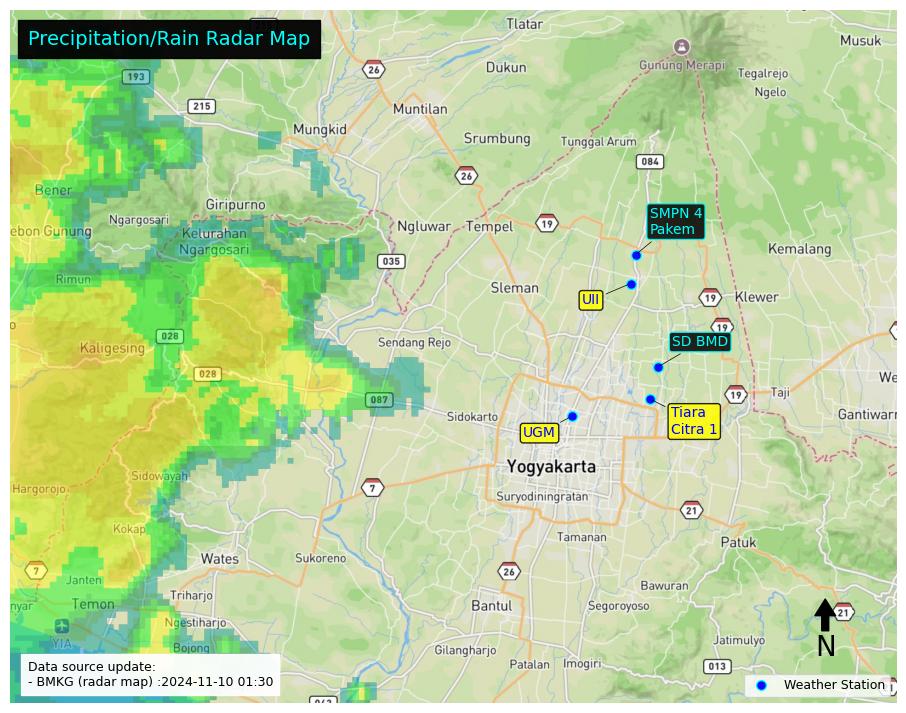 Precipitation/Rain Radar Map
Tlatar
Musuk
193
26
Dukun
Gunung Merapi
Tegalrejo
Ngelo
215
Muntilan
Mungkid
Srumbung
Tunggal Arum
084
26
Bener
Giripurno
Ngargosari
SMPN 4
Pakem
ebon Gunung
Kelurahan
Ngargosari
Ngluwar
Tempel
19
Kemalang
035
Rimun
Sleman
UII
19
Klewer
19
028
Kaligesing
Sendang Rejo
SD BMD
028
We
087
19
Taji
Sidokarto
Tiara
Citra 1
Gantiwarn
UGM
Yogyakarta
Sidowayah
Hargorojo
7
Suryodiningratan
21
Kokap
Tamanan
Patuk
7
Wates
Sukoreno
26
Janten
Bawuran
nyar
Temon
Triharjo
Bantul
Segoroyoso
21
Ngestiharjo
YIA
Bojong
Gilangharjo
Jatimulyo
N
Patalan
Imogiri
013
Data source update:
- BMKG (radar map) :2024-11-10 01:30
Weather Station